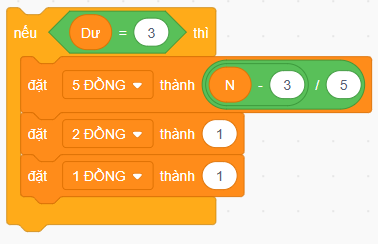 nếu Dư = 3 thì
đặt 5 ĐỒNG thành N - 3 / 5
đặt 2 ĐỒNG thành 1
đặt 1 ĐỒNG thành 1